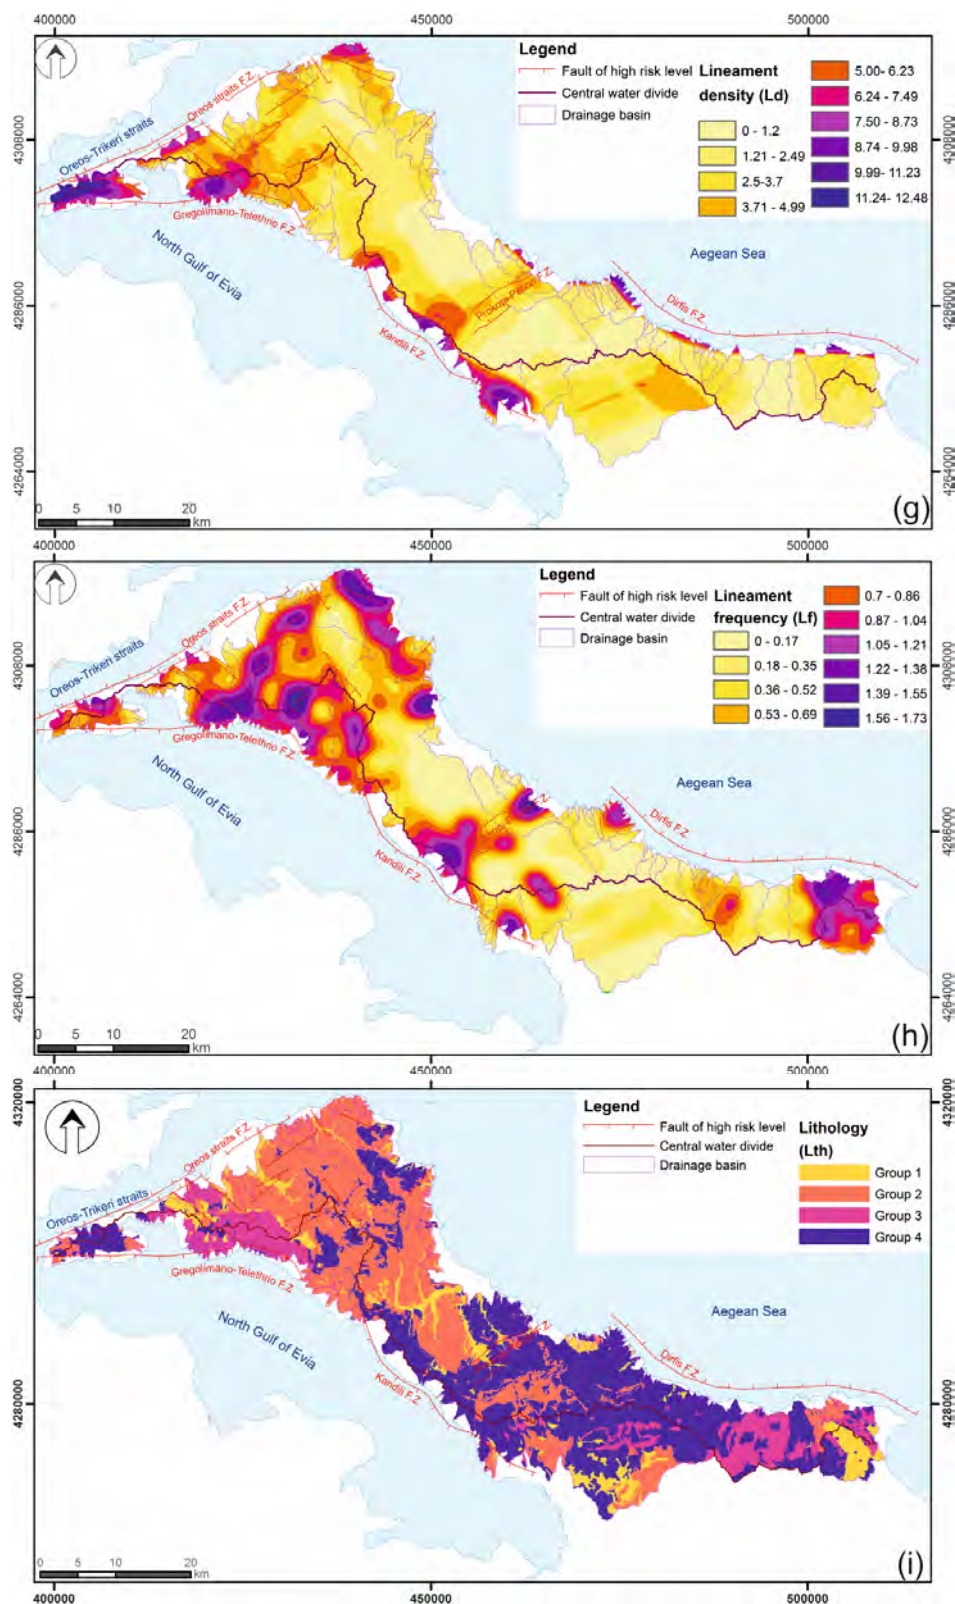 400000 450000 500000
Legend
Fault of high risk level
Central water divide
Drainage basin
Lineament
density (Ld)
0 - 1.2
1.21 - 2.49
2.5-3.7
3.71 - 4.99
5.00- 6.23
6.24 - 7.49
7.50 - 8.73
8.74 - 9.98
9.99- 11.23
11.24- 12.48
4308000
4308000
Oreos straits F.Z.
Oreos-Trikeri straits
Gregolimano-Telethrio F.Z.
North Gulf of Evia
Aegean Sea
Prokopi-Pelion F.Z.
Dirfis F.Z.
Kandili F.Z.
4286000
4286000
4264000
4264000
0 5 10 20
km
(g)
400000 450000 500000
Legend
Fault of high risk level
Central water divide
Drainage basin
Lineament
frequency (Lf)
0 - 0.17
0.18 - 0.35
0.36 - 0.52
0.53 - 0.69
0.7 - 0.86
0.87 - 1.04
1.05 - 1.21
1.22 - 1.38
1.39 - 1.55
1.56 - 1.73
4308000
4308000
Oreos straits F.Z.
Oreos-Trikeri straits
Gregolimano-Telethrio F.Z.
North Gulf of Evia
Aegean Sea
Dirfis F.Z.
Kandili F.Z.
4286000
4286000
4264000
4264000
0 5 10 20
km
(h)
400000 450000 500000
4320000
4320000
Legend
Fault of high risk level
Central water divide
Drainage basin
Lithology
(Lth)
Group 1
Group 2
Group 3
Group 4
Oreos straits F.Z.
Oreos-Trikeri straits
Gregolimano-Telethrio F.Z.
North Gulf of Evia
Aegean Sea
Dirfis F.Z.
Kandili F.Z.
4280000
4280000
0 5 10 20
km
(i)
400000 450000 500000